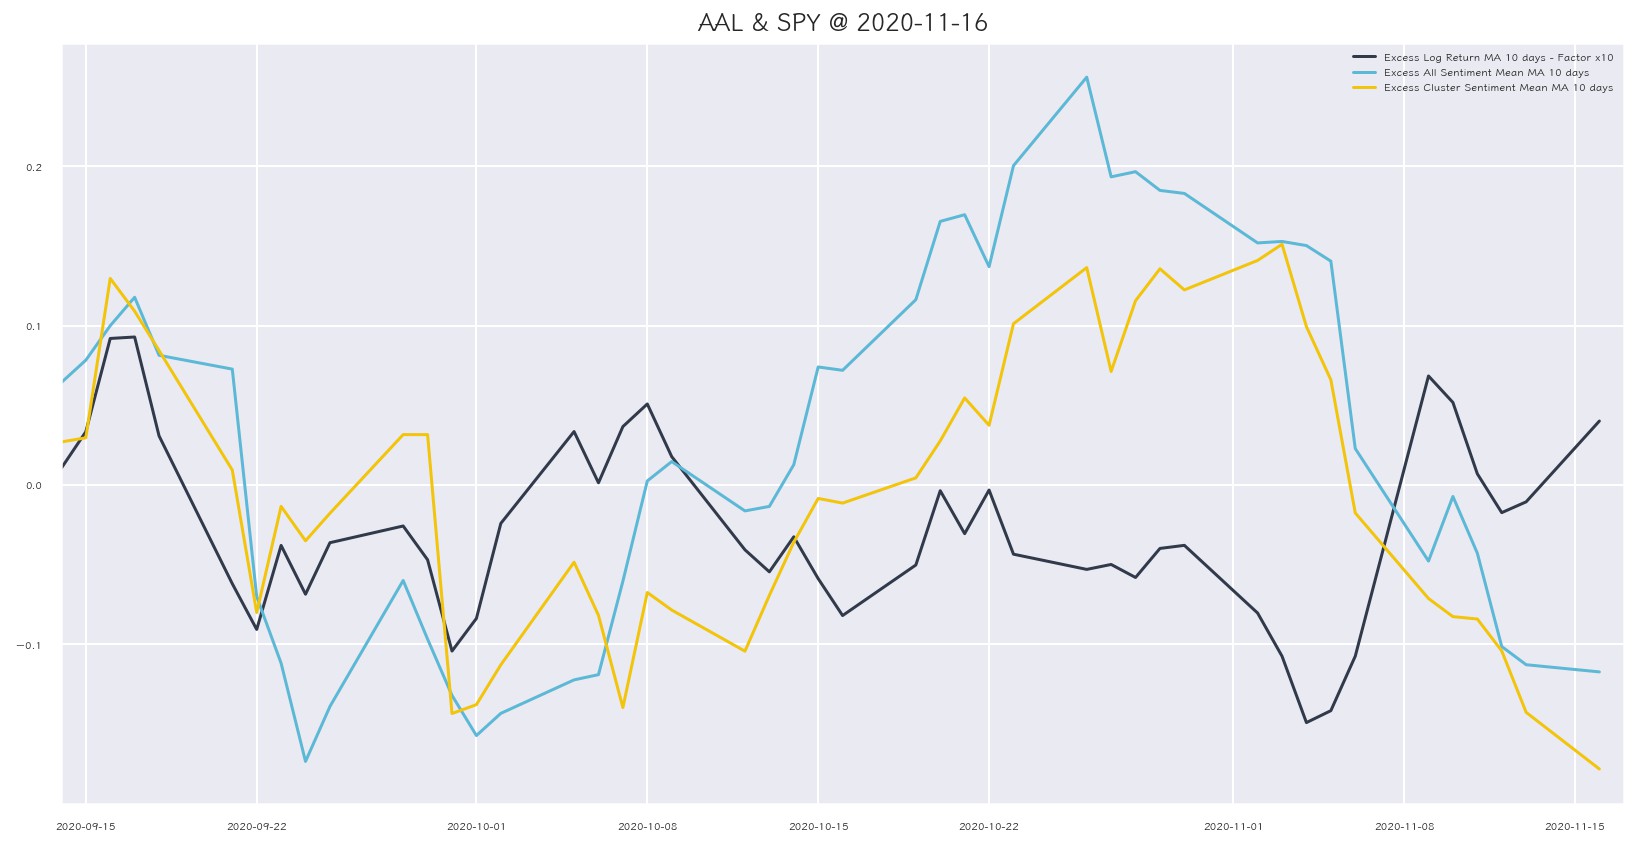 AAL & SPY @ 2020-11-16
Excess Log Return MA 10 days - Factor x10
Excess All Sentiment Mean MA 10 days
Excess Cluster Sentiment Mean MA 10 days
0.2
0.1
0.0
−0.1
2020-09-15 2020-09-22 2020-10-01 2020-10-08 2020-10-15 2020-10-22 2020-11-01 2020-11-08 2020-11-15